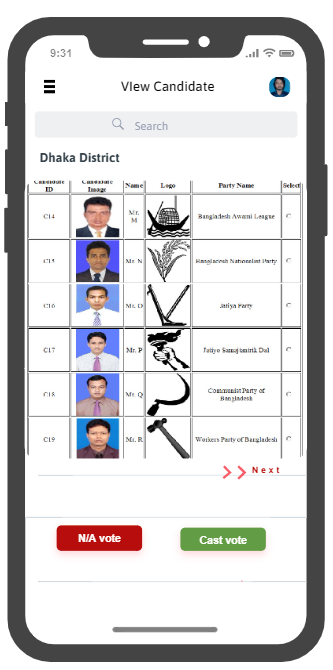 9:31
VIew Candidate
Search
Dhaka District
Candidate ID Candidate Image Name Logo Party Name Select
C14 Mr. M Bangladesh Awami League C
C15 Mr. N Bangladesh Nationalist Party C
C16 Mr. O Jatiya Party C
C17 Mr. P Jatiyo Samajtantrik Dal C
C18 Mr. Q Communist Party of Bangladesh C
C19 Mr. R Workers Party of Bangladesh C
Next
N/A vote Cast vote